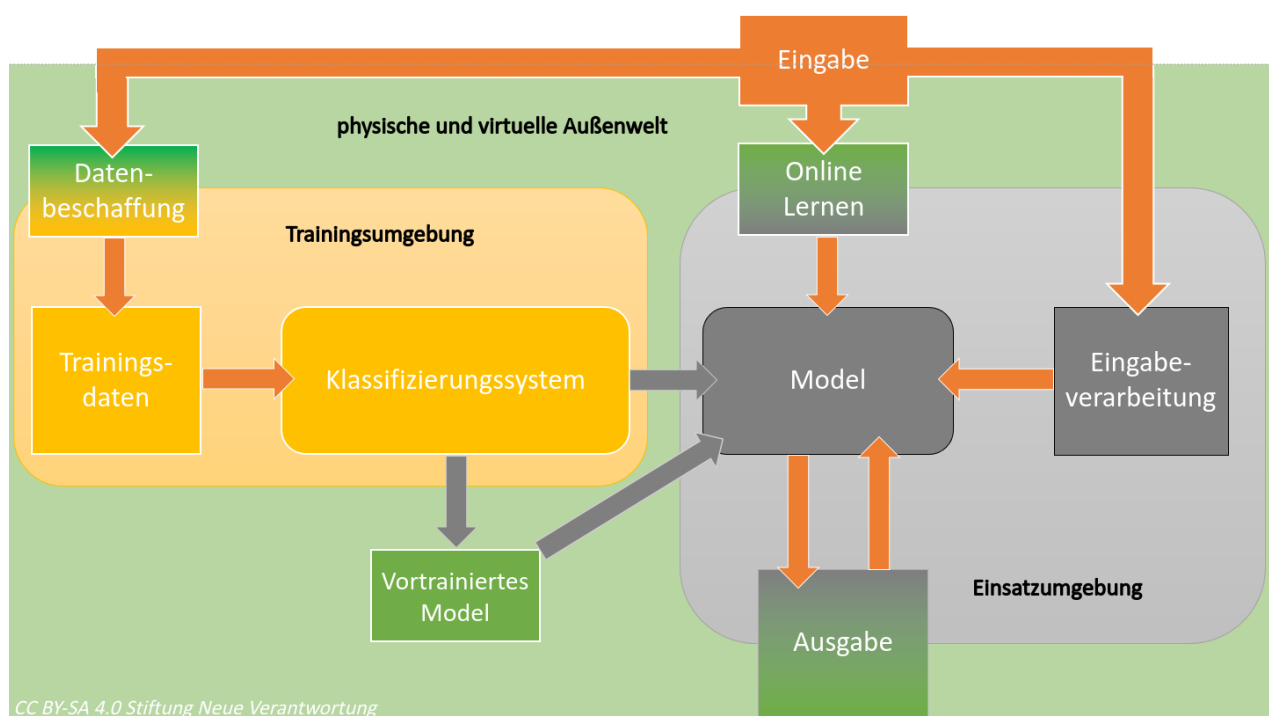 Eingabe
physische und virtuelle Außenwelt
Daten-
beschaffung
Online
Lernen
Trainingsumgebung
Trainings-
daten
Klassifizierungssystem
Model
Eingabe-
verarbeitung
Vortrainiertes
Model
Einsatzumgebung
Ausgabe
CC BY-SA 4.0 Stiftung Neue Verantwortung